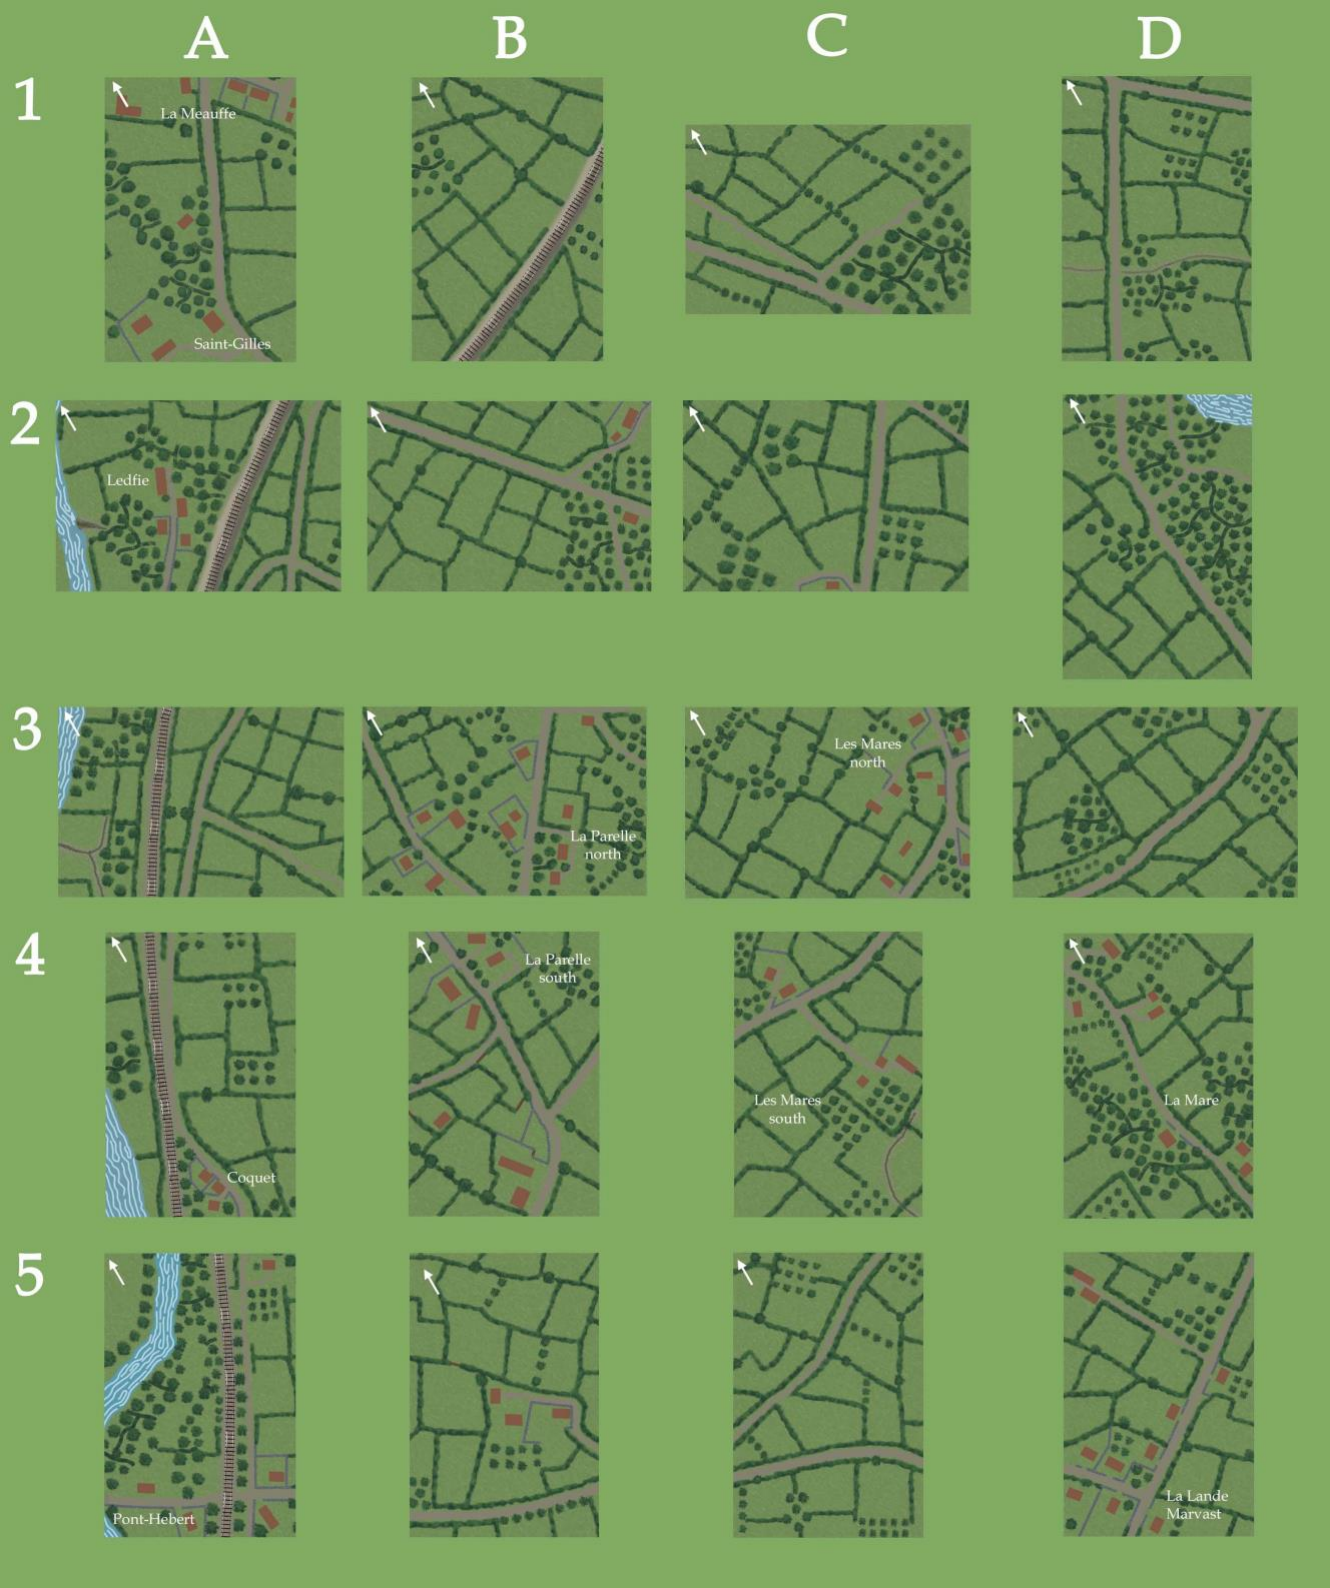 A B C D
1
La Meauffe
Saint-Gilles
2
Ledfie
3
Les Mares
north
La Parelle
north
4
La Parelle
south
Les Mares
south
La Mare
Coquet
5
La Lande
Marvast
Pont-Hebert